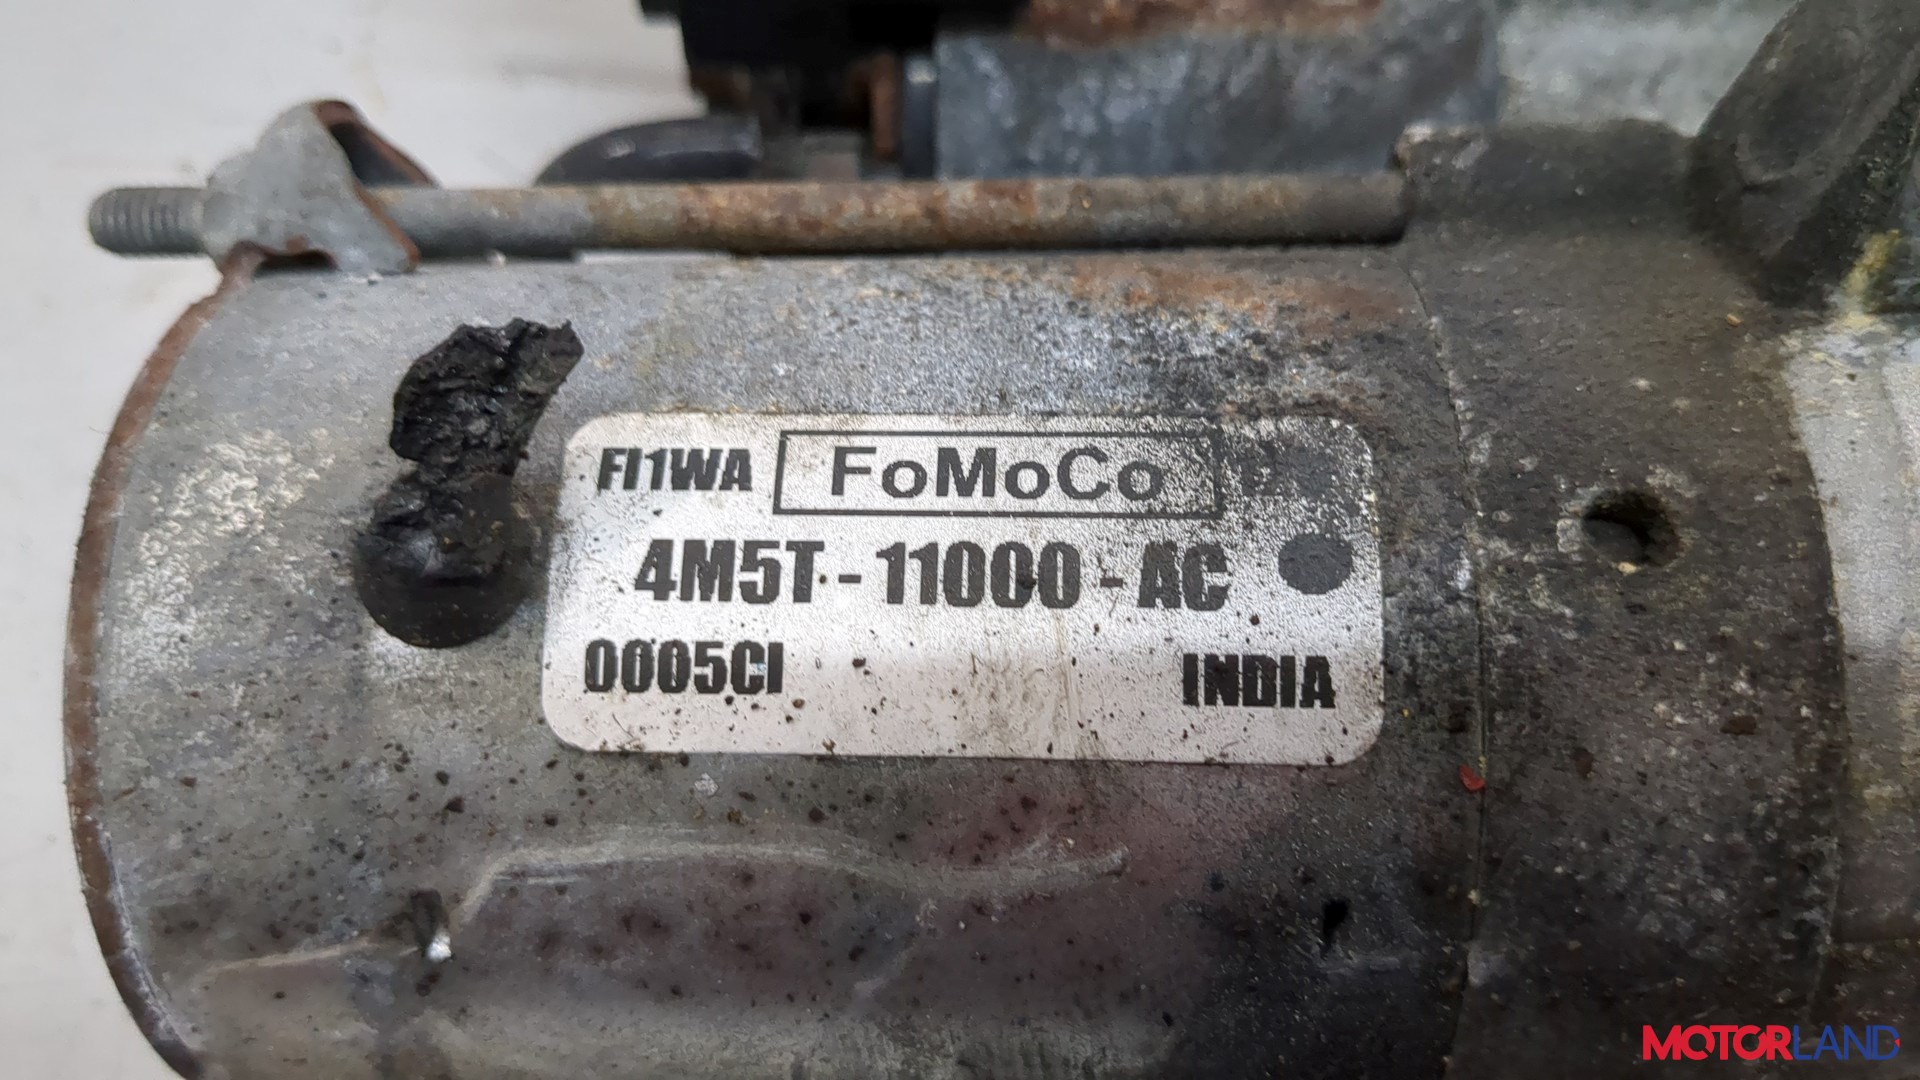 FI1WA FoMoCo
4M5T-11000-AC
0005CI INDIA
MOTORLAND